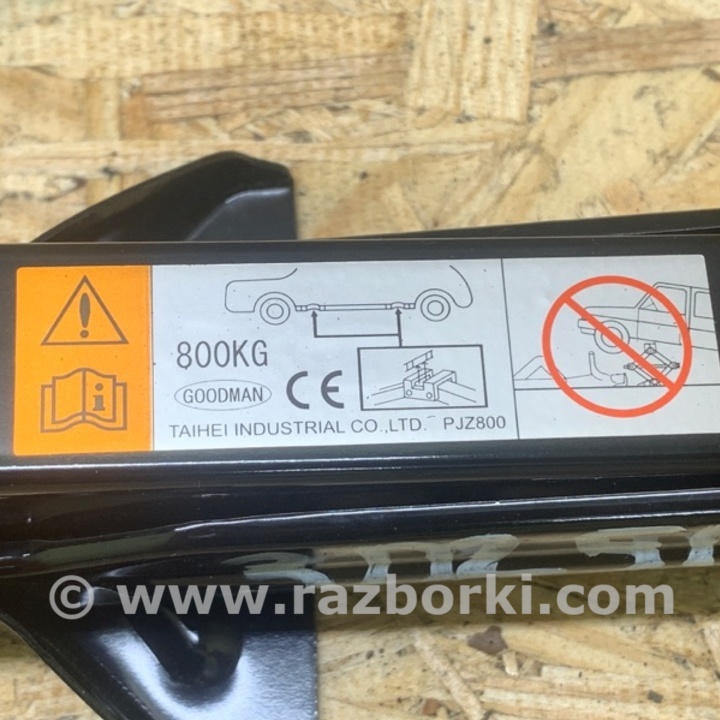 800KG
GOODMAN
CE
TAIHEI INDUSTRIAL CO.,LTD. PJZ800
© www.razborki.com